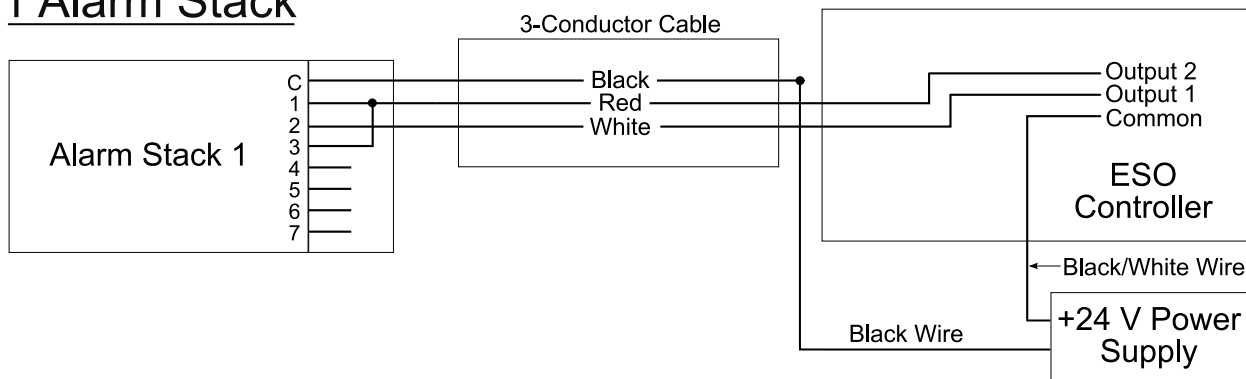 1 Alarm Stack
3-Conductor Cable
C
1
2
3
4
5
6
7
Alarm Stack 1
Black
Red
White
Output 2
Output 1
Common
ESO
Controller
Black/White Wire
Black Wire
+24 V Power
Supply